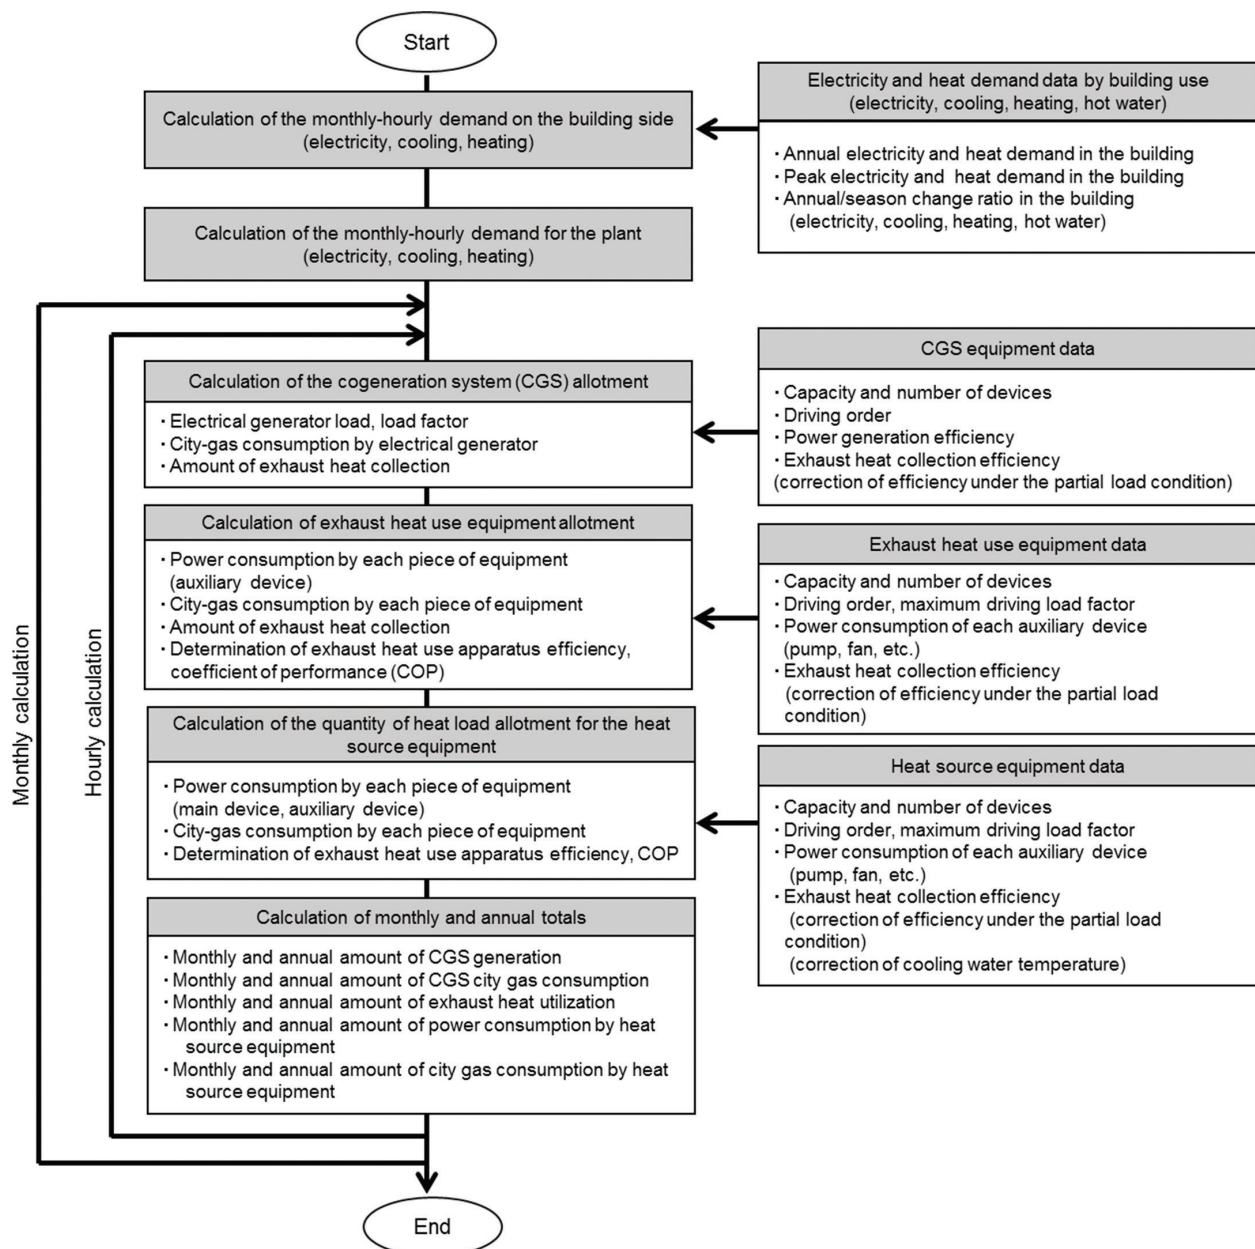 Start
Calculation of the monthly-hourly demand on the building side
(electricity, cooling, heating)
Electricity and heat demand data by building use
(electricity, cooling, heating, hot water)
・Annual electricity and heat demand in the building
・Peak electricity and heat demand in the building
・Annual/season change ratio in the building
(electricity, cooling, heating, hot water)
Calculation of the monthly-hourly demand for the plant
(electricity, cooling, heating)
Monthly calculation
Hourly calculation
Calculation of the cogeneration system (CGS) allotment
・Electrical generator load, load factor
・City-gas consumption by electrical generator
・Amount of exhaust heat collection
CGS equipment data
・Capacity and number of devices
・Driving order
・Power generation efficiency
・Exhaust heat collection efficiency
(correction of efficiency under the partial load condition)
Calculation of exhaust heat use equipment allotment
・Power consumption by each piece of equipment
(auxiliary device)
・City-gas consumption by each piece of equipment
・Amount of exhaust heat collection
・Determination of exhaust heat use apparatus efficiency,
coefficient of performance (COP)
Exhaust heat use equipment data
・Capacity and number of devices
・Driving order, maximum driving load factor
・Power consumption of each auxiliary device
(pump, fan, etc.)
・Exhaust heat collection efficiency
(correction of efficiency under the partial load
condition)
Calculation of the quantity of heat load allotment for the heat
source equipment
・Power consumption by each piece of equipment
(main device, auxiliary device)
・City-gas consumption by each piece of equipment
・Determination of exhaust heat use apparatus efficiency, COP
Heat source equipment data
・Capacity and number of devices
・Driving order, maximum driving load factor
・Power consumption of each auxiliary device
(pump, fan, etc.)
・Exhaust heat collection efficiency
(correction of efficiency under the partial load
condition)
(correction of cooling water temperature)
Calculation of monthly and annual totals
・Monthly and annual amount of CGS generation
・Monthly and annual amount of CGS city gas consumption
・Monthly and annual amount of exhaust heat utilization
・Monthly and annual amount of power consumption by heat
source equipment
・Monthly and annual amount of city gas consumption by heat
source equipment
End